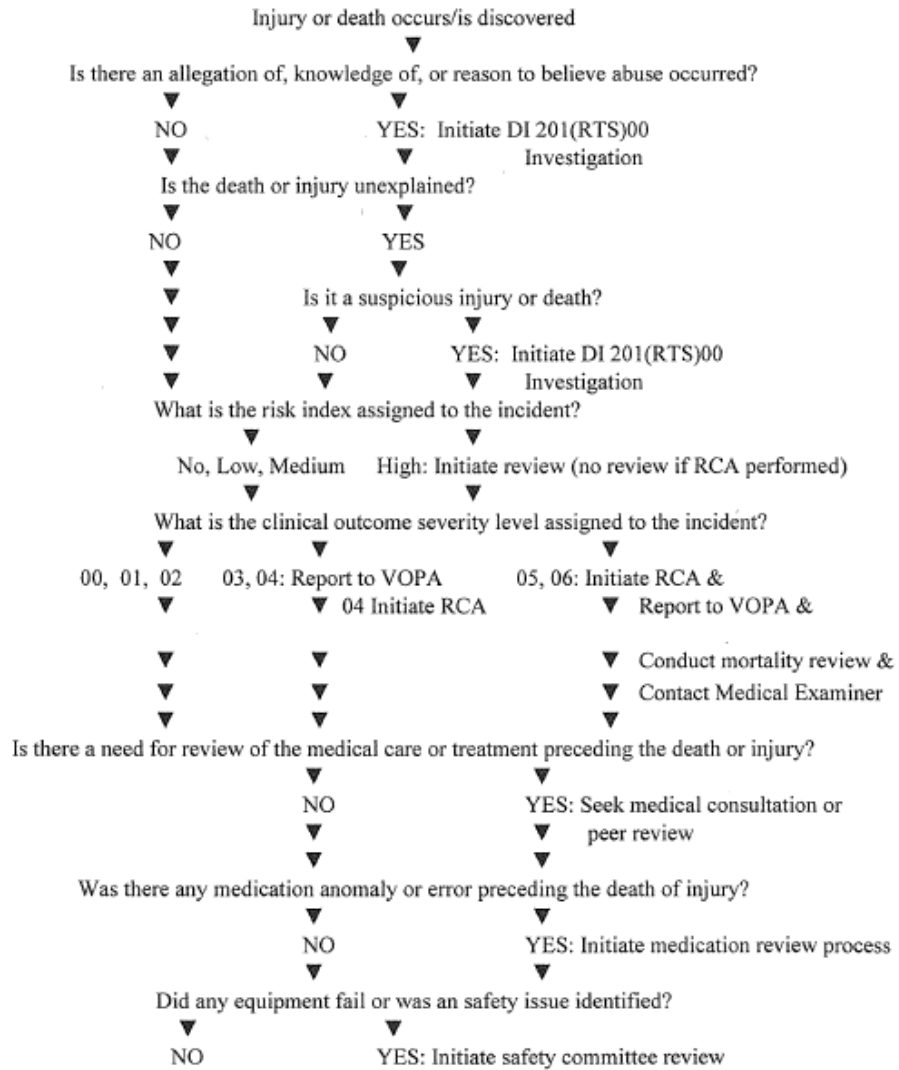 Injury or death occurs/is discovered
Is there an allegation of, knowledge of, or reason to believe abuse occurred?
NO YES: Initiate DI 201(RTS)00
Investigation
Is the death or injury unexplained?
NO YES
Is it a suspicious injury or death?
NO YES: Initiate DI 201(RTS)00
Investigation
What is the risk index assigned to the incident?
No, Low, Medium High: Initiate review (no review if RCA performed)
What is the clinical outcome severity level assigned to the incident?
00, 01, 02 03, 04: Report to VOPA 05, 06: Initiate RCA &
04 Initiate RCA Report to VOPA &
Conduct mortality review &
Contact Medical Examiner
Is there a need for review of the medical care or treatment preceding the death or injury?
NO YES: Seek medical consultation or
peer review
Was there any medication anomaly or error preceding the death of injury?
NO YES: Initiate medication review process
Did any equipment fail or was an safety issue identified?
NO YES: Initiate safety committee review